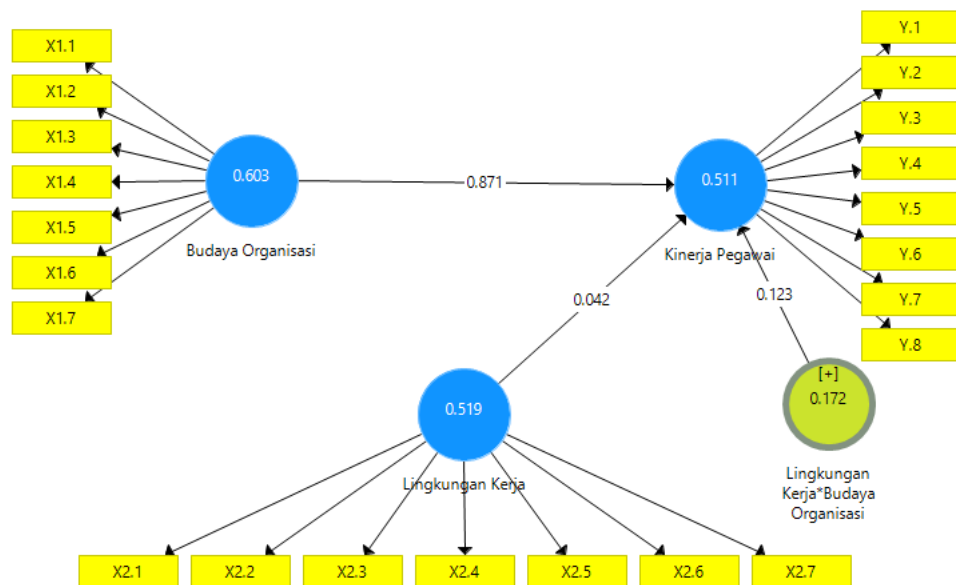 X1.1
X1.2
X1.3
X1.4
X1.5
X1.6
X1.7
0.603
Budaya Organisasi
0.871
0.511
Kinerja Pegawai
Y.1
Y.2
Y.3
Y.4
Y.5
Y.6
Y.7
Y.8
0.042
0.123
[+]
0.172
Lingkungan
Kerja*Budaya
Organisasi
0.519
Lingkungan Kerja
X2.1
X2.2
X2.3
X2.4
X2.5
X2.6
X2.7